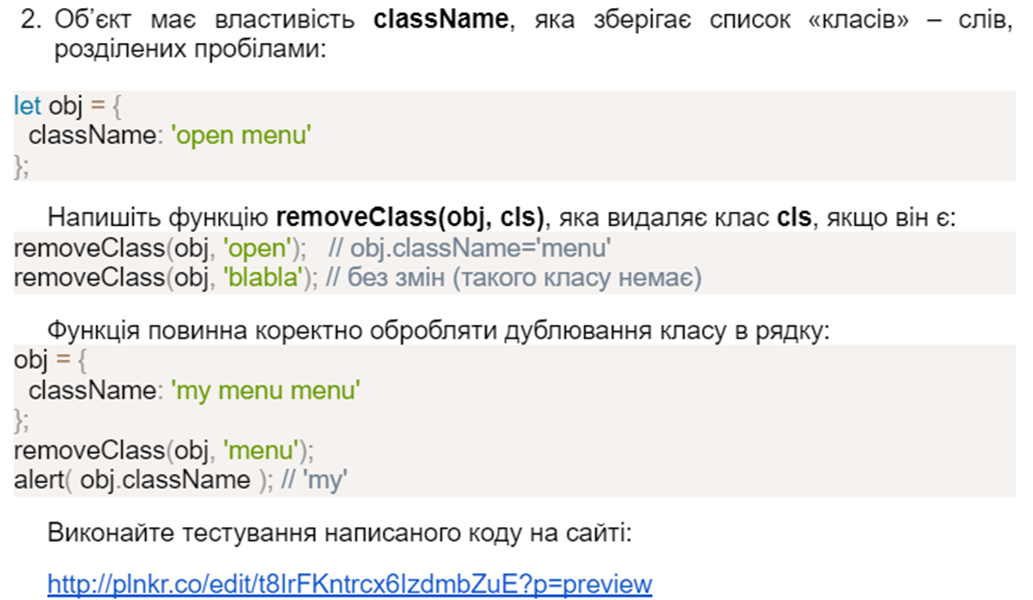 2. Об’єкт має властивість className, яка зберігає список «класів» – слів,
розділених пробілами:
let obj = {
className: 'open menu'
};
Напишіть функцію removeClass(obj, cls), яка видаляє клас cls, якщо він є:
removeClass(obj, 'open'); // obj.className='menu'
removeClass(obj, 'blabla'); // без змін (такого класу немає)
Функція повинна коректно обробляти дублювання класу в рядку:
obj = {
className: 'my menu menu'
};
removeClass(obj, 'menu');
alert( obj.className ); // 'my'
Виконайте тестування написаного коду на сайті:
http://plnkr.co/edit/t8IrFKntrcx6IzdmbZuE?p=preview